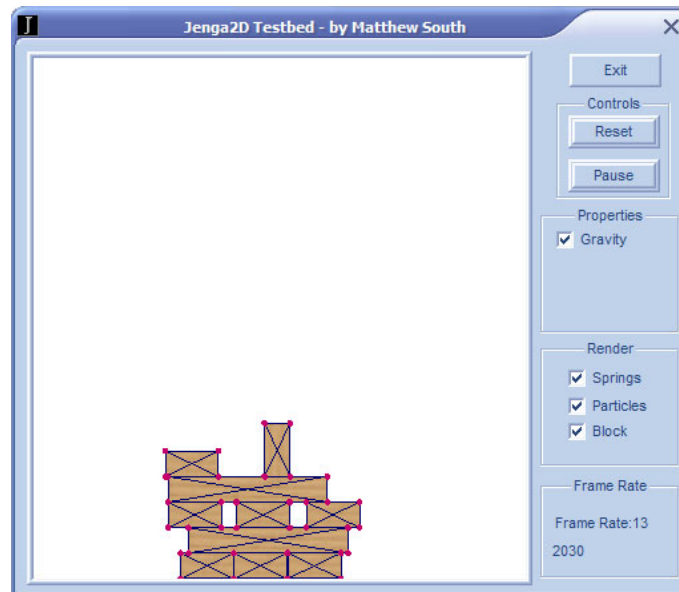 J
Jenga2D Testbed - by Matthew South
Exit
Controls
Reset
Pause
Properties
Gravity
Render
Springs
Particles
Block
Frame Rate
Frame Rate:13
2030